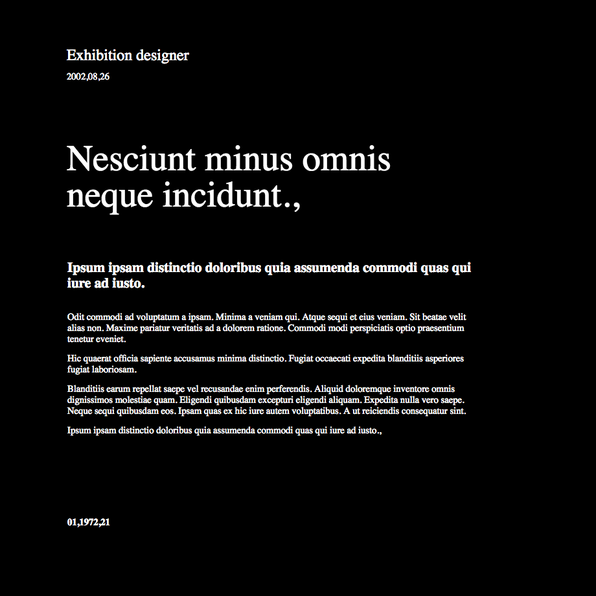 Exhibition designer
2002,08,26
Nesciunt minus omnis
neque incidunt.,
Ipsum ipsam distinctio doloribus quia assumenda commodi quas qui
iure ad iusto.
Odit commodi ad voluptatum a ipsam. Minima a veniam qui. Atque sequi et eius veniam. Sit beatae velit
alias non. Maxime pariatur veritatis ad a dolorem ratione. Commodi modi perspiciatis optio praesentium
tenetur eveniet.
Hic quaerat officia sapiente accusamus minima distinctio. Fugiat occaecati expedita blanditiis asperiores
fugiat laboriosam.
Blanditiis earum repellat saepe vel recusandae enim perferendis. Aliquid doloremque inventore omnis
dignissimos molestiae quam. Eligendi quibusdam excepturi eligendi aliquam. Expedita nulla vero saepe.
Neque sequi quibusdam eos. Ipsam quas ex hic iure autem voluptatibus. A ut reiciendis consequatur sint.
Ipsum ipsam distinctio doloribus quia assumenda commodi quas qui iure ad iusto.,
01,1972,21